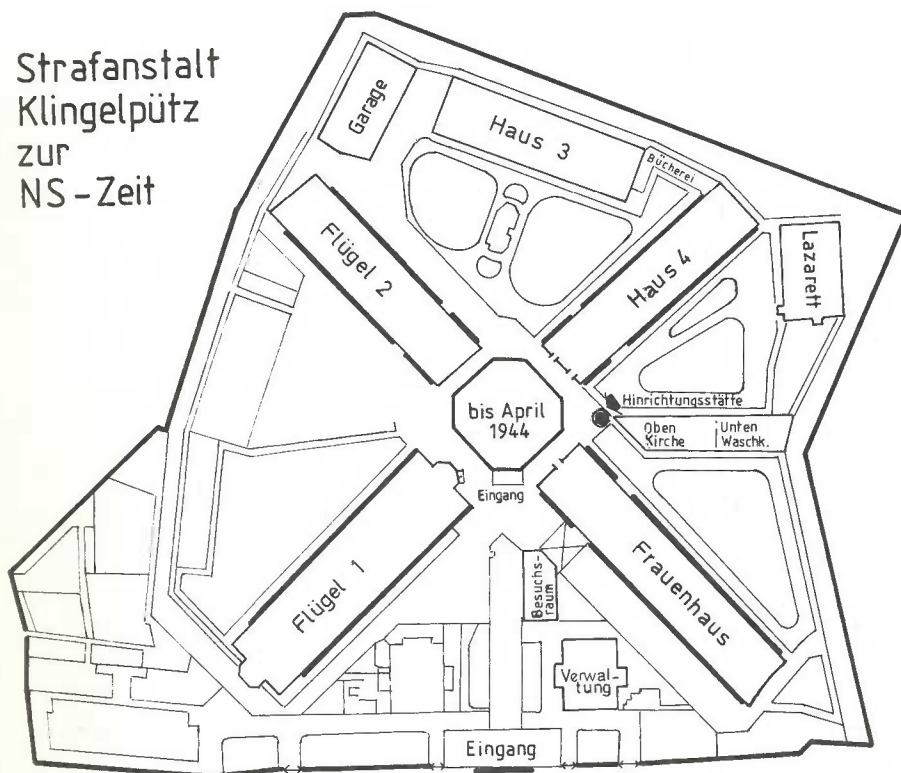 Strafanstalt
Klingelpütz
zur
NS-Zeit
Garage
Haus 3
Bücherei
Flügel 2
Haus 4
Lazarett
bis April
1944
Hinrichtungsstätte
Oben
Kirche
Unten
Waschk.
Eingang
Flügel 1
Besuchs-
raum
Frauenhaus
Verwal-
tung
Eingang